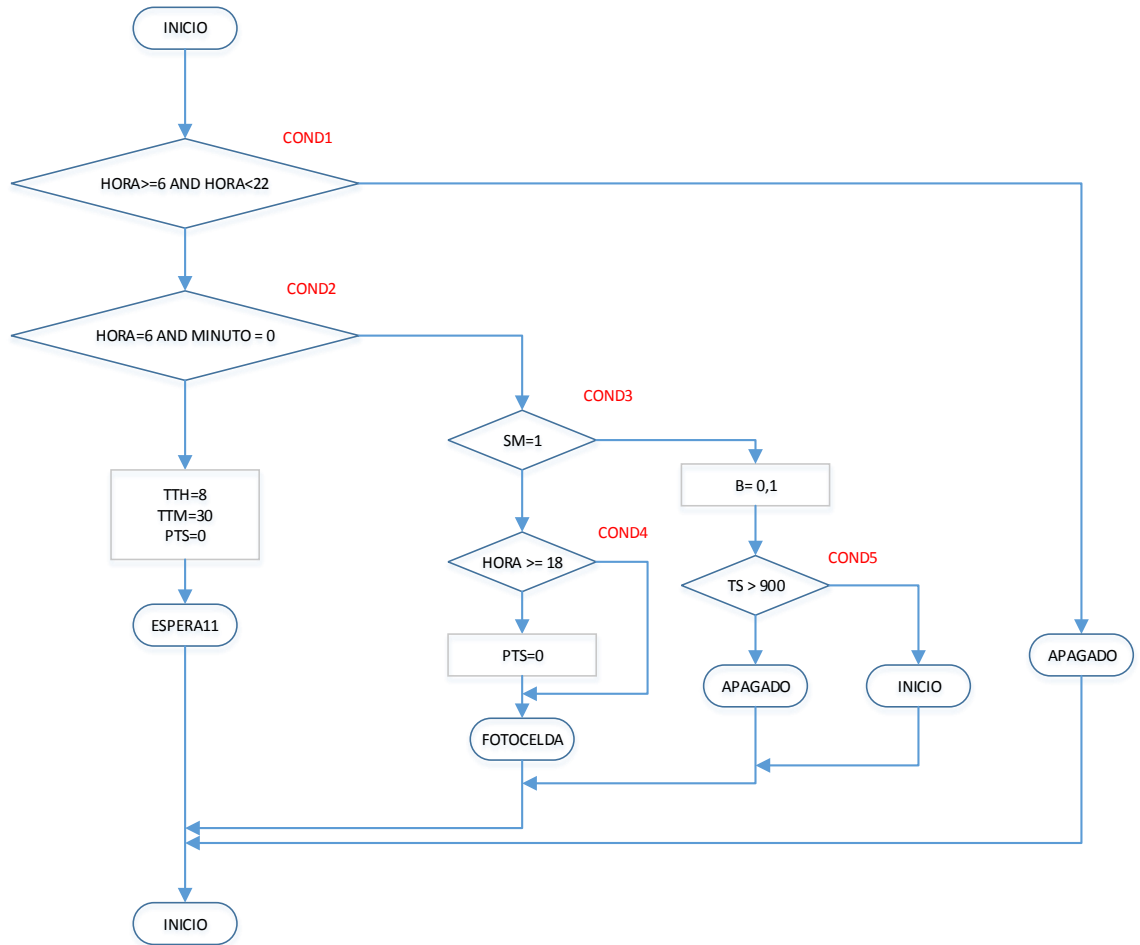 INICIO
COND1
HORA>=6 AND HORA<22
COND2
HORA=6 AND MINUTO = 0
COND3
SM=1
TTH=8
TTM=30
PTS=0
B= 0,1
COND4
HORA >= 18
COND5
TS > 900
ESPERA11
PTS=0
APAGADO
APAGADO
INICIO
FOTOCELDA
INICIO